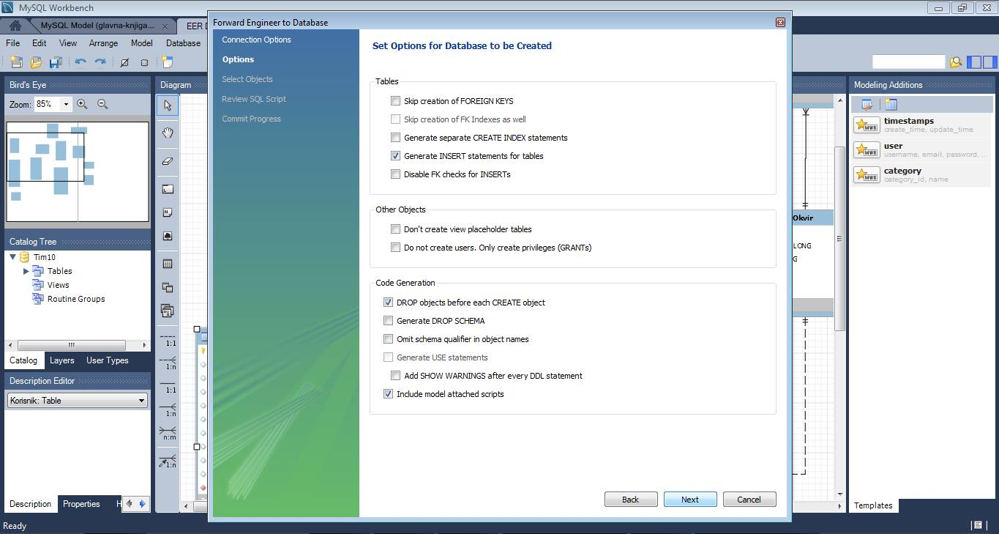 MySQL Workbench
MySQL Model (glavna-knjiga....
EER D
File Edit View Arrange Model Database
Bird's Eye
Zoom: 85%
Catalog Tree
Tim10
Tables
Views
Routine Groups
Catalog Layers User Types
Description Editor
Korisnik: Table
Description Properties H
Ready
Diagram
1:1
1:n
1:1
1:n
n:m
1:n
Forward Engineer to Database
Connection Options
Options
Select Objects
Review SQL Script
Commit Progress
Set Options for Database to be Created
Tables
Skip creation of FOREIGN KEYS
Skip creation of FK Indexes as well
Generate separate CREATE INDEX statements
Generate INSERT statements for tables
Disable FK checks for INSERTs
Other Objects
Don't create view placeholder tables
Do not create users. Only create privileges (GRANTs)
Code Generation
DROP objects before each CREATE object
Generate DROP SCHEMA
Omit schema qualifier in object names
Generate USE statements
Add SHOW WARNINGS after every DDL statement
Include model attached scripts
Back Next Cancel
Okvir
LONG
G
Modeling Additions
MWB
timestamps
create_time, update_time
MWB
user
username, email, password, ...
MWB
category
category_id, name
Templates